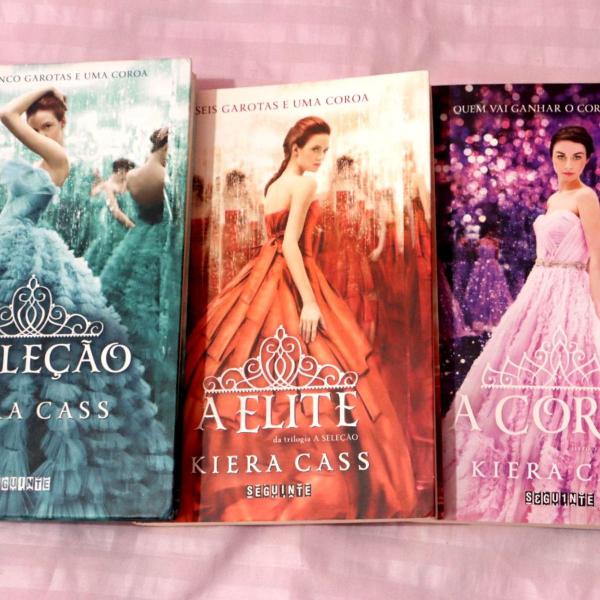 NCO GAROTAS E UMA COROA
LEÇÃO
RA CASS
SEGUINTE
SEIS GAROTAS E UMA COROA
A ELITE
da trilogia A SELEÇÃO
KIERA CASS
SEGUINTE
QUEM VAI GANHAR O COR
A COR
KIERA C
SEGUINTE